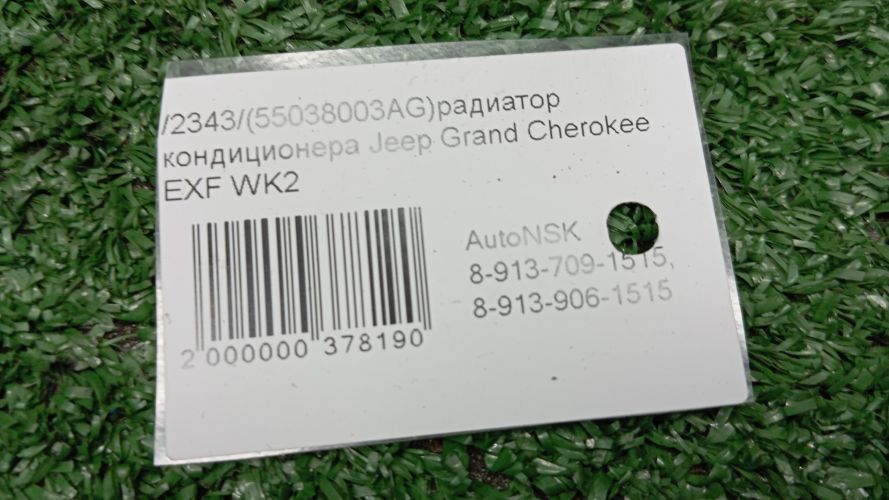 /2343/(55038003AG)радиатор
кондиционера Jeep Grand Cherokee
EXF WK2
AutoNSK
8-913-709-1515,
8-913-906-1515
2 000000 378190